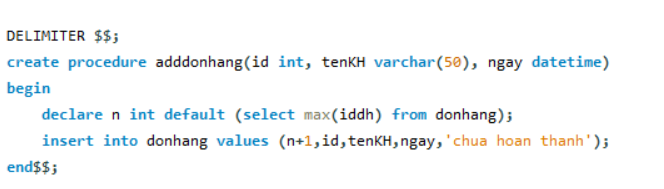 DELIMITER $$;
create procedure adddonhang(id int, tenKH varchar(50), ngay datetime)
begin
    declare n int default (select max(iddh) from donhang);
    insert into donhang values (n+1,id,tenKH,ngay,'chua hoan thanh');
end$$;